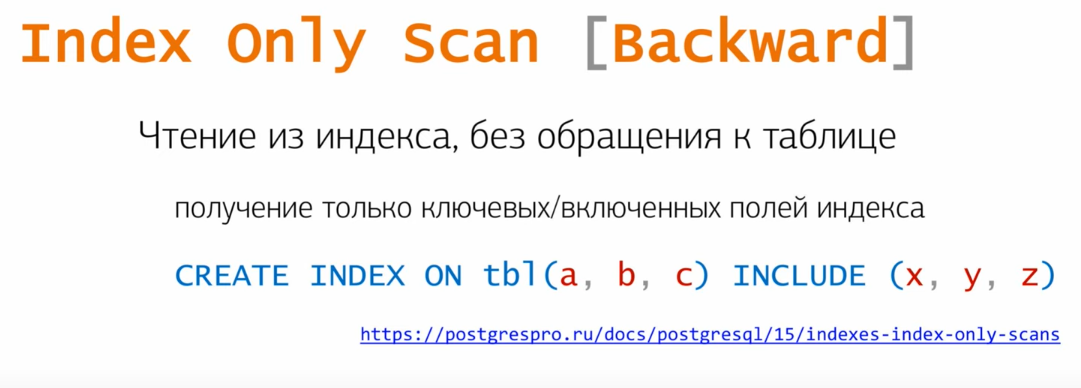 Index Only Scan [Backward]
Чтение из индекса, без обращения к таблице
получение только ключевых/включенных полей индекса
CREATE INDEX ON tbl(a, b, c) INCLUDE (x, y, z)
https://postgrespro.ru/docs/postgresql/15/indexes-index-only-scans